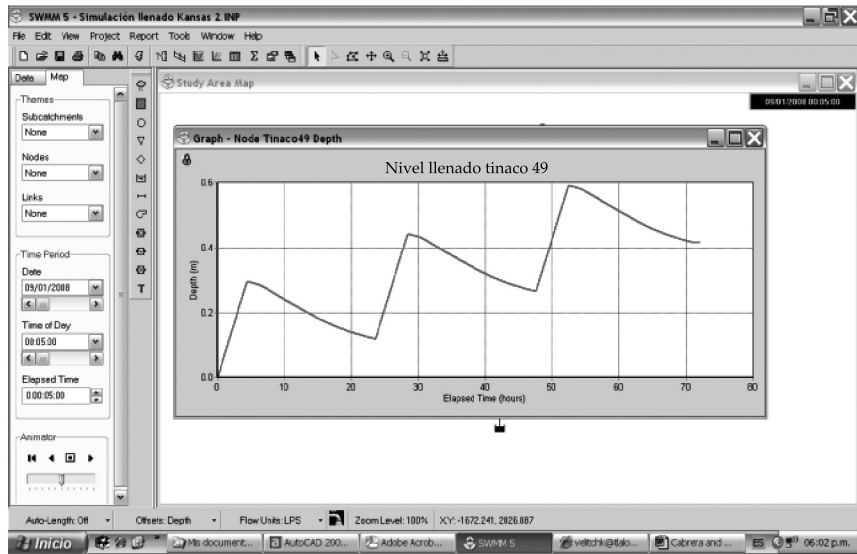 SWMM 5 - Simulación llenado Kansas 2.INP
File Edit View Project Report Tools Window Help
Data Map
Themes
Subcatchments
None
Nodes
None
Links
None
Time Period
Date
09/01/2008
Time of Day
00:05:00
Elapsed Time
0.00:05:00
Animator
Study Area Map
09/01/2008 00:05:00
Graph - Node Tinaco49 Depth
Nivel llenado tinaco 49
0.6
0.4
0.2
0.0
Depth (m)
0 10 20 30 40 50 60 70 80
Elapsed Time (hours)
T
Auto-Length: Off Offsets: Depth Flow Units: LPS Zoom Level: 100% XY: -1672.241, 2826.087
Inicio Mis document... AutoCAD 200... Adobe Acrob... SWMM 5 velitchk@tlalo... Cabrera and ... ES 06:02 p.m.